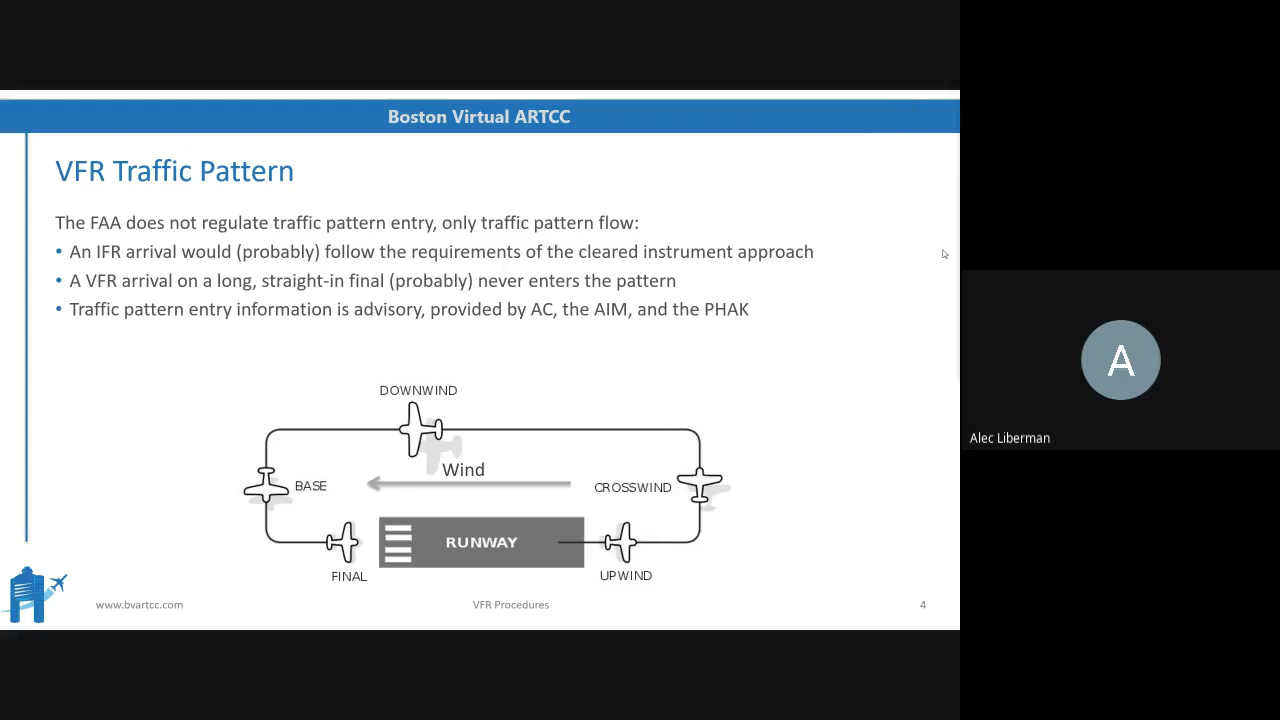 Boston Virtual ARTCC
VFR Traffic Pattern
The FAA does not regulate traffic pattern entry, only traffic pattern flow:
• An IFR arrival would (probably) follow the requirements of the cleared instrument approach
• A VFR arrival on a long, straight-in final (probably) never enters the pattern
• Traffic pattern entry information is advisory, provided by AC, the AIM, and the PHAK
DOWNWIND
Wind
BASE
CROSSWIND
RUNWAY
FINAL
UPWIND
www.bvartcc.com
VFR Procedures
4
A
Alec Liberman